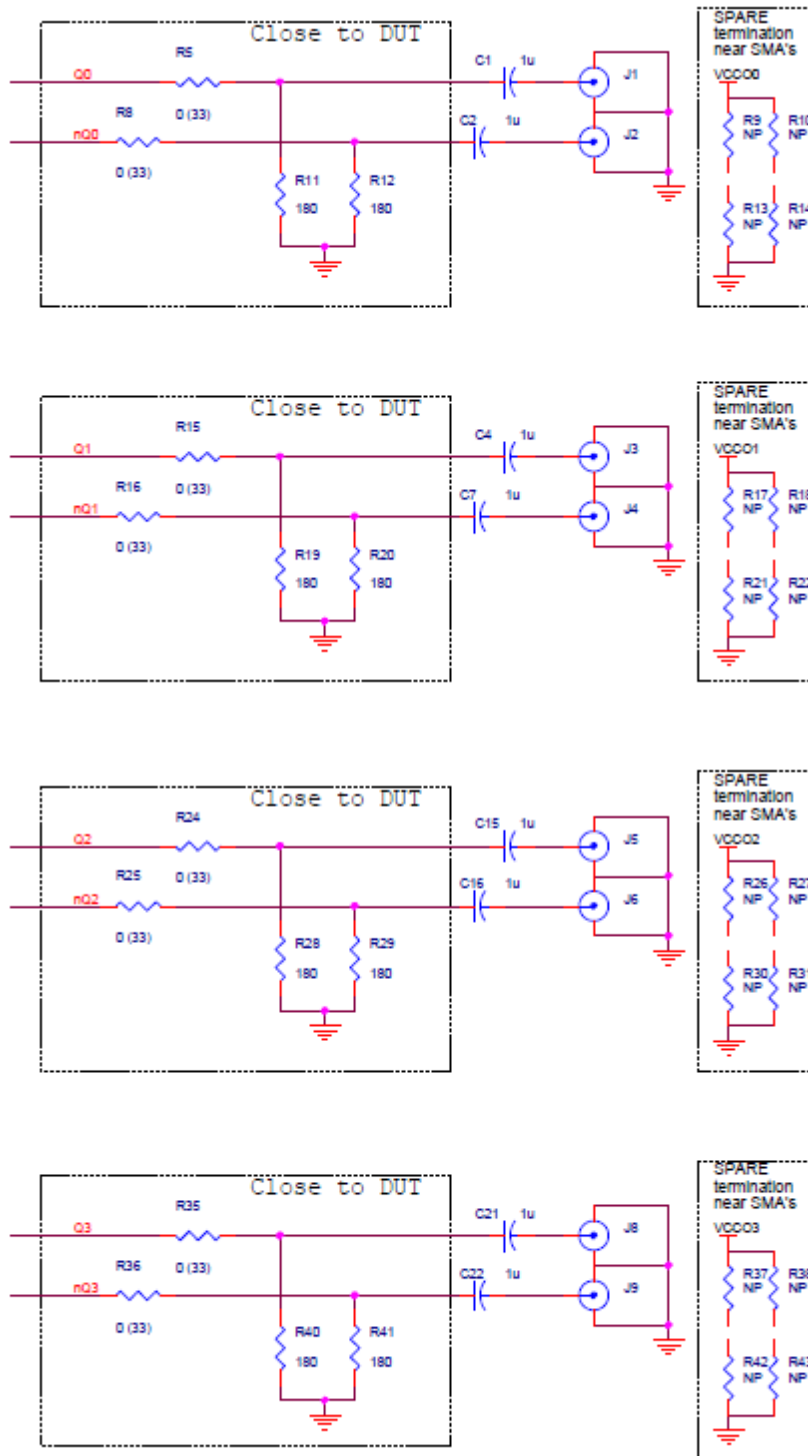 Close to DUT
SPARE
termination
near SMA's
R5
C1 1u
Q0
J1
VCCO0
R8
0 (33)
C2 1u
R9
NP
R10
NP
nQ0
J2
0 (33)
R11
180
R12
180
R13
NP
R14
NP
Close to DUT
SPARE
termination
near SMA's
R15
C4 1u
Q1
J3
VCCO1
R16
0 (33)
C7 1u
R17
NP
R18
NP
nQ1
J4
0 (33)
R19
180
R20
180
R21
NP
NP
Close to DUT
SPARE
termination
near SMA's
R24
C15 1u
Q2
J5
VCCO2
R25
0 (33)
C16 1u
R26
NP
R27
NP
nQ2
J6
0 (33)
R28
180
R29
180
R30
NP
R31
NP
Close to DUT
SPARE
termination
near SMA's
R35
C21 1u
Q3
J8
VCCO3
R36
0 (33)
C22 1u
R37
NP
R38
NP
nQ3
J9
0 (33)
R40
180
R41
180
R42
NP
NP